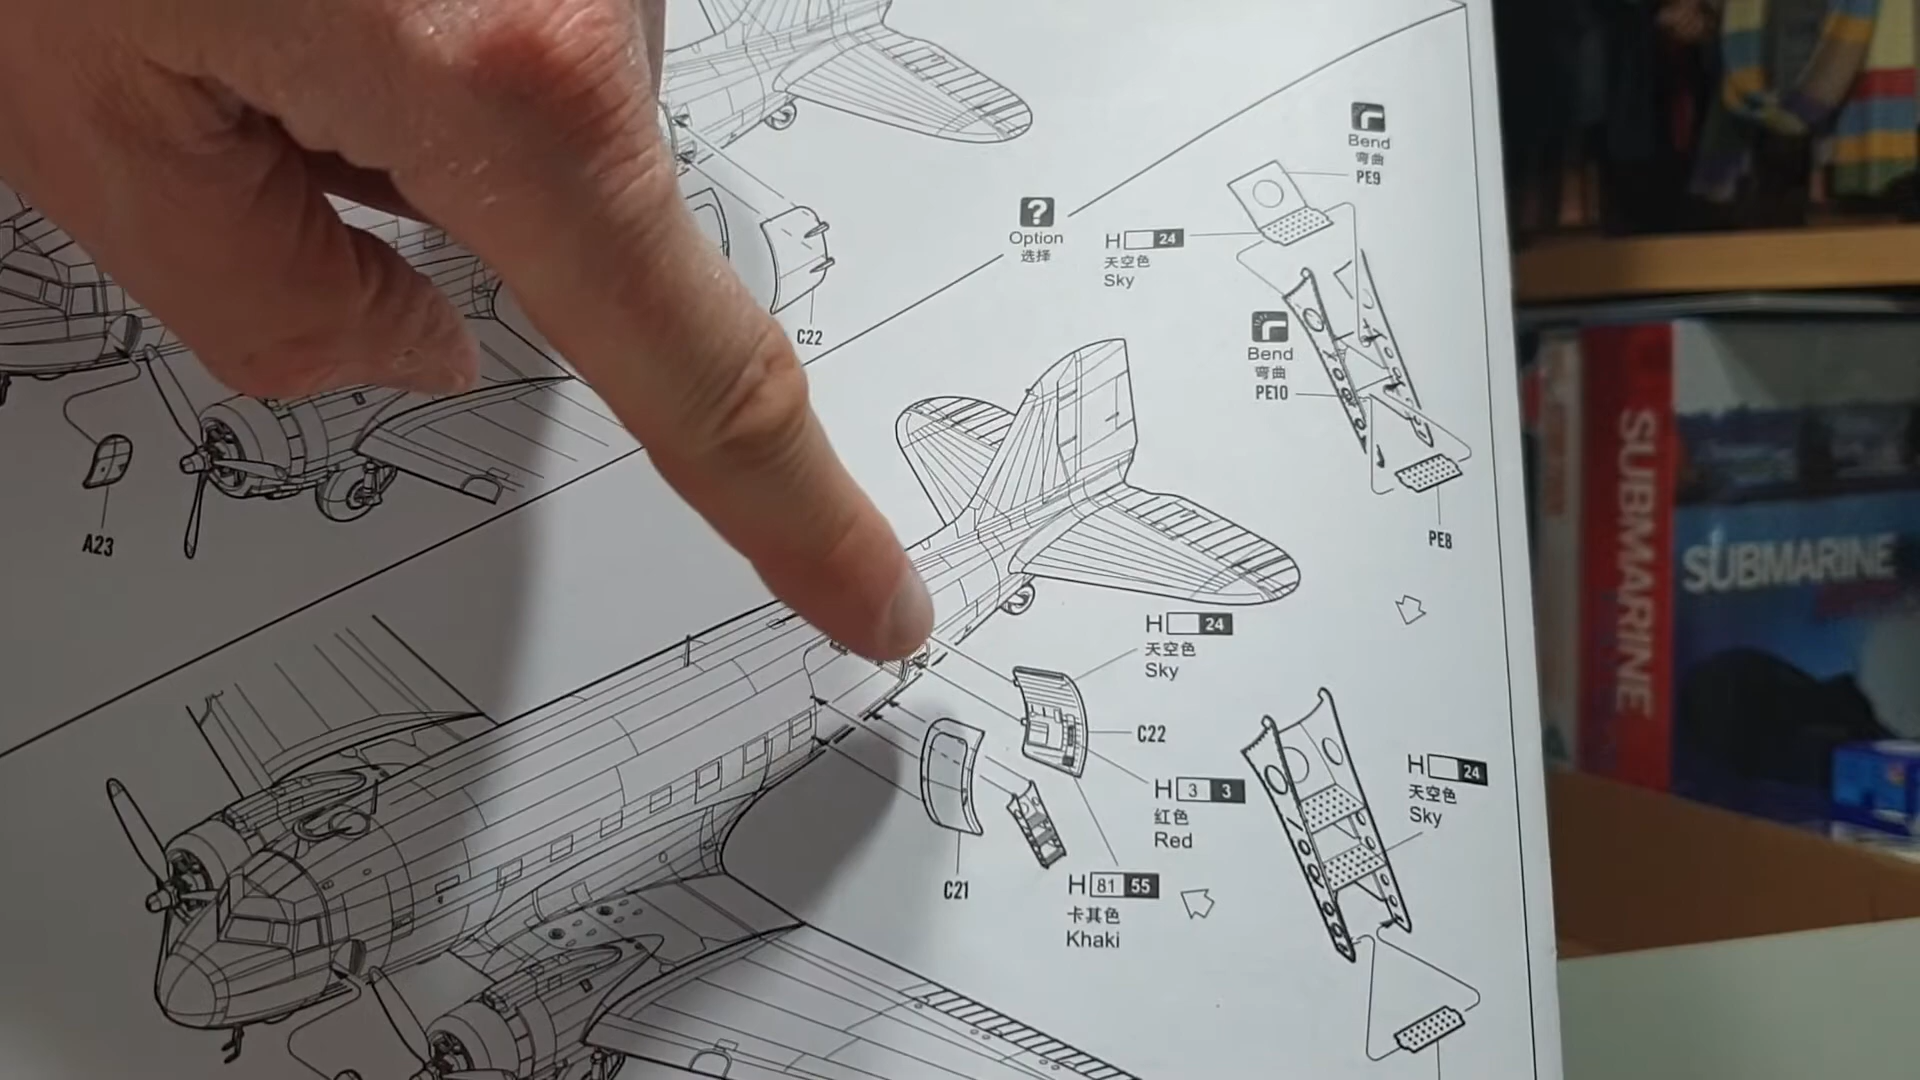 Bend
弯曲
PE9
?
Option
选择
H 24
天空色
Sky
C22
Bend
弯曲
PE10
A23
PE8
H 24
天空色
Sky
C22
H 3 3
红色
Red
H 24
天空色
Sky
C21
H 81 55
卡其色
Khaki
SUBMARINE
SUBMARINE